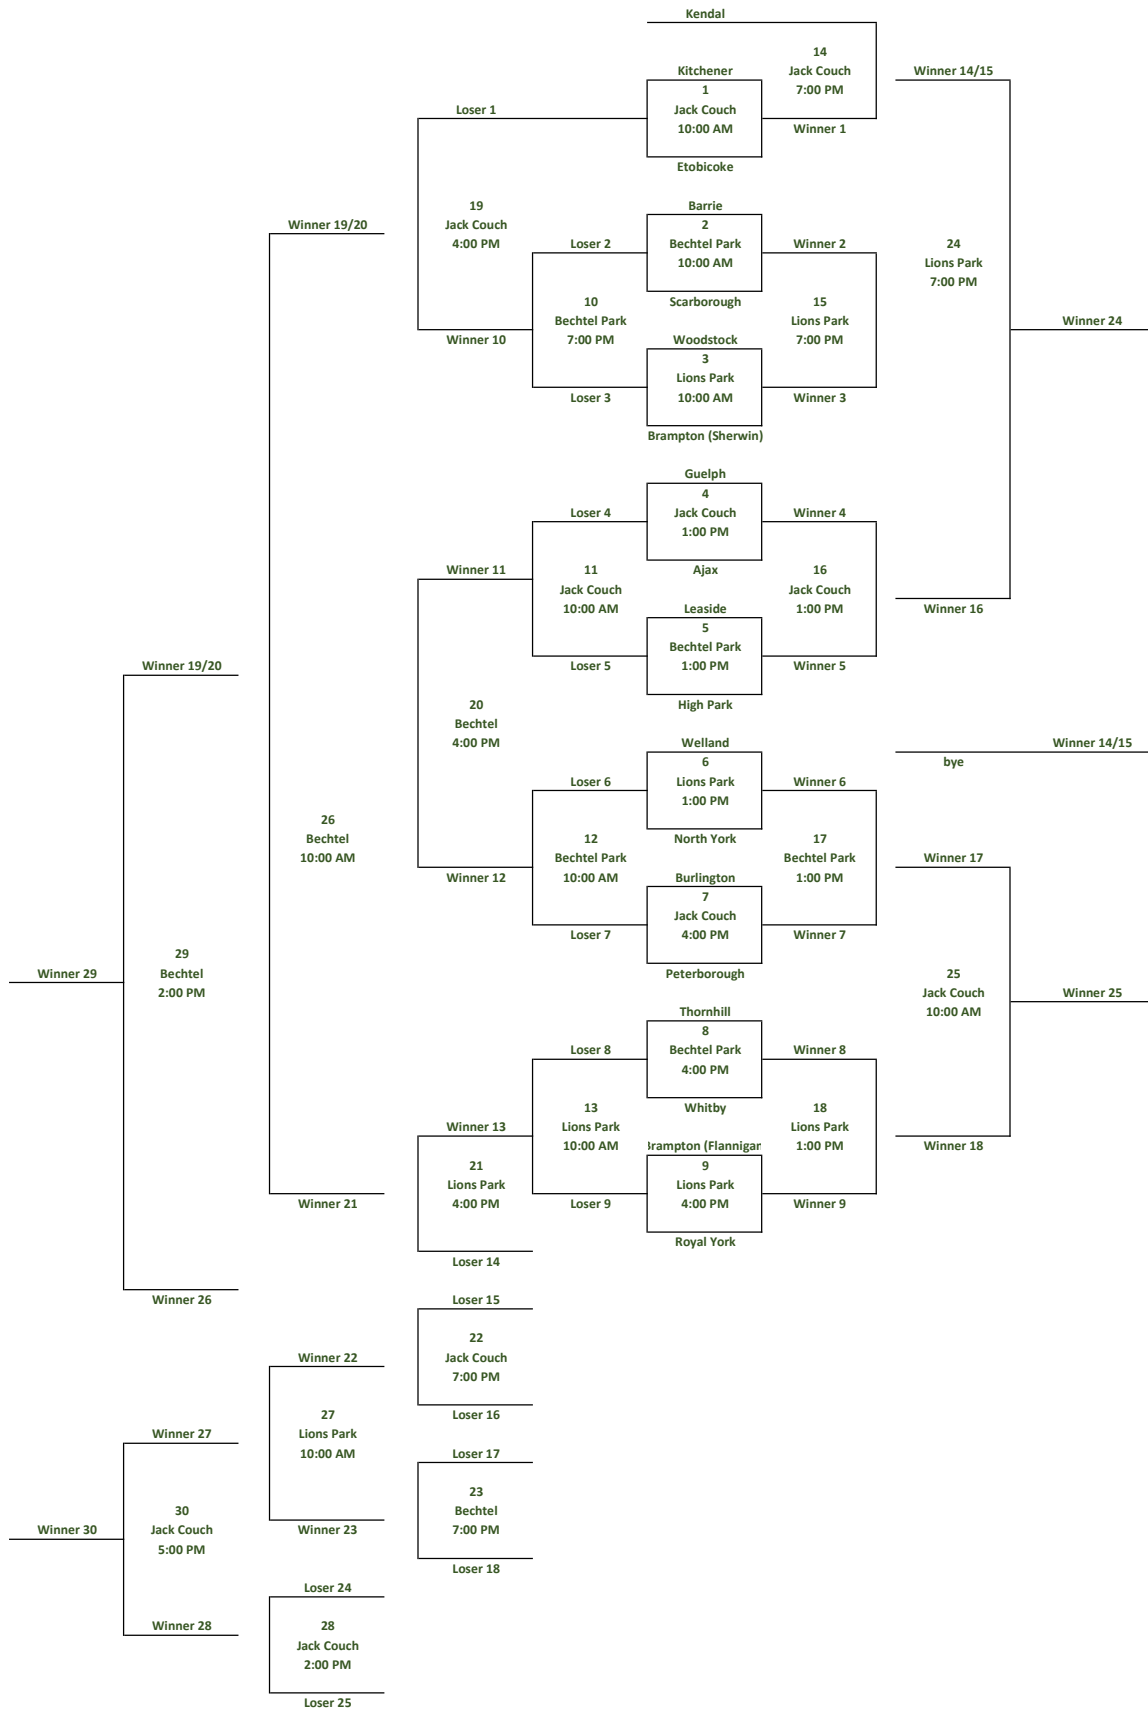 Kendal
14
Jack Couch
7:00 PM
Winner 14/15
Kitchener
1
Jack Couch
10:00 AM
Loser 1
Winner 1
Etobicoke
19
Jack Couch
4:00 PM
Barrie
2
Bechtel Park
10:00 AM
Winner 19/20
Loser 2
Winner 2
24
Lions Park
7:00 PM
Scarborough
10
Bechtel Park
7:00 PM
15
Lions Park
7:00 PM
Winner 24
Winner 10
Woodstock
3
Lions Park
10:00 AM
Loser 3
Winner 3
Brampton (Sherwin)
Guelph
4
Jack Couch
1:00 PM
Loser 4
Winner 4
Ajax
Winner 11
11
Jack Couch
10:00 AM
16
Jack Couch
1:00 PM
Winner 16
Leaside
5
Bechtel Park
1:00 PM
Winner 19/20
Loser 5
Winner 5
High Park
20
Bechtel
4:00 PM
Welland
6
Lions Park
1:00 PM
Winner 14/15
bye
Loser 6
Winner 6
North York
26
Bechtel
10:00 AM
12
Bechtel Park
10:00 AM
17
Bechtel Park
1:00 PM
Winner 17
Winner 12
Burlington
7
Jack Couch
4:00 PM
Loser 7
Winner 7
Peterborough
29
Bechtel
2:00 PM
Winner 29
25
Jack Couch
10:00 AM
Winner 25
Thornhill
8
Bechtel Park
4:00 PM
Loser 8
Winner 8
Whitby
Winner 13
13
Lions Park
10:00 AM
18
Lions Park
1:00 PM
Winner 18
Brampton (Flannigan
9
Lions Park
4:00 PM
21
Lions Park
4:00 PM
Winner 21
Loser 9
Winner 9
Royal York
Loser 14
Winner 26
Loser 15
22
Jack Couch
7:00 PM
Winner 22
Loser 16
27
Lions Park
10:00 AM
Winner 27
Loser 17
23
Bechtel
7:00 PM
30
Jack Couch
5:00 PM
Winner 30
Winner 23
Loser 18
Loser 24
Winner 28
28
Jack Couch
2:00 PM
Loser 25